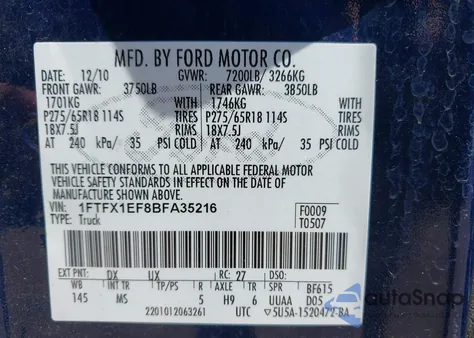 MFD. BY FORD MOTOR CO.
DATE: 12/10 GVWR: 7200LB/ 3266KG
FRONT GAWR: 3750LB REAR GAWR: 3850LB
1701KG WITH 1746KG WITH
P275/65R18 114S TIRES P275/65R18 114S TIRES
18X7.5J RIMS 18X7.5J RIMS
AT 240 kPa/ 35 PSI COLD AT 240 kPa/ 35 PSI COLD
THIS VEHICLE CONFORMS TO ALL APPLICABLE FEDERAL MOTOR
VEHICLE SAFETY STANDARDS IN EFFECT ON THE DATE OF
MANUFACTURE SHOWN ABOVE.
VIN: 1FTFX1EF8BFA35216 F0009
TYPE: Truck T0507
EXT PNT: DX UX RC: 27 DSO:
WB INT TR TP/PS R AXLE TR SPR BF615
145 MS 5 H9 6 UUAA D05
2201012063261 UTC 5U5A-1520472-BA
autoSnap